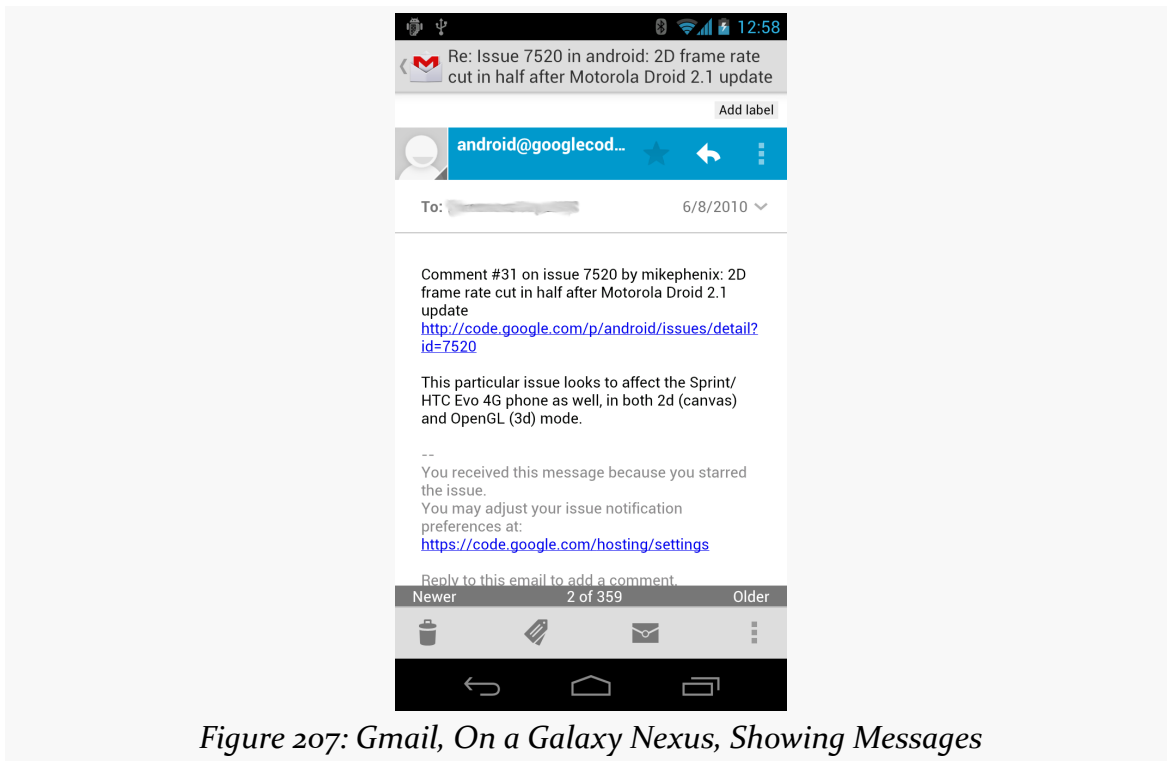 12:58
Re: Issue 7520 in android: 2D frame rate
cut in half after Motorola Droid 2.1 update
Add label
android@googlecod...
To:
6/8/2010
Comment #31 on issue 7520 by mikephenix: 2D
frame rate cut in half after Motorola Droid 2.1
update
http://code.google.com/p/android/issues/detail?
id=7520
This particular issue looks to affect the Sprint/
HTC Evo 4G phone as well, in both 2d (canvas)
and OpenGL (3d) mode.
--
You received this message because you starred
the issue.
You may adjust your issue notification
preferences at:
https://code.google.com/hosting/settings
Reply to this email to add a comment.
Newer 2 of 359 Older
Figure 207: Gmail, On a Galaxy Nexus, Showing Messages